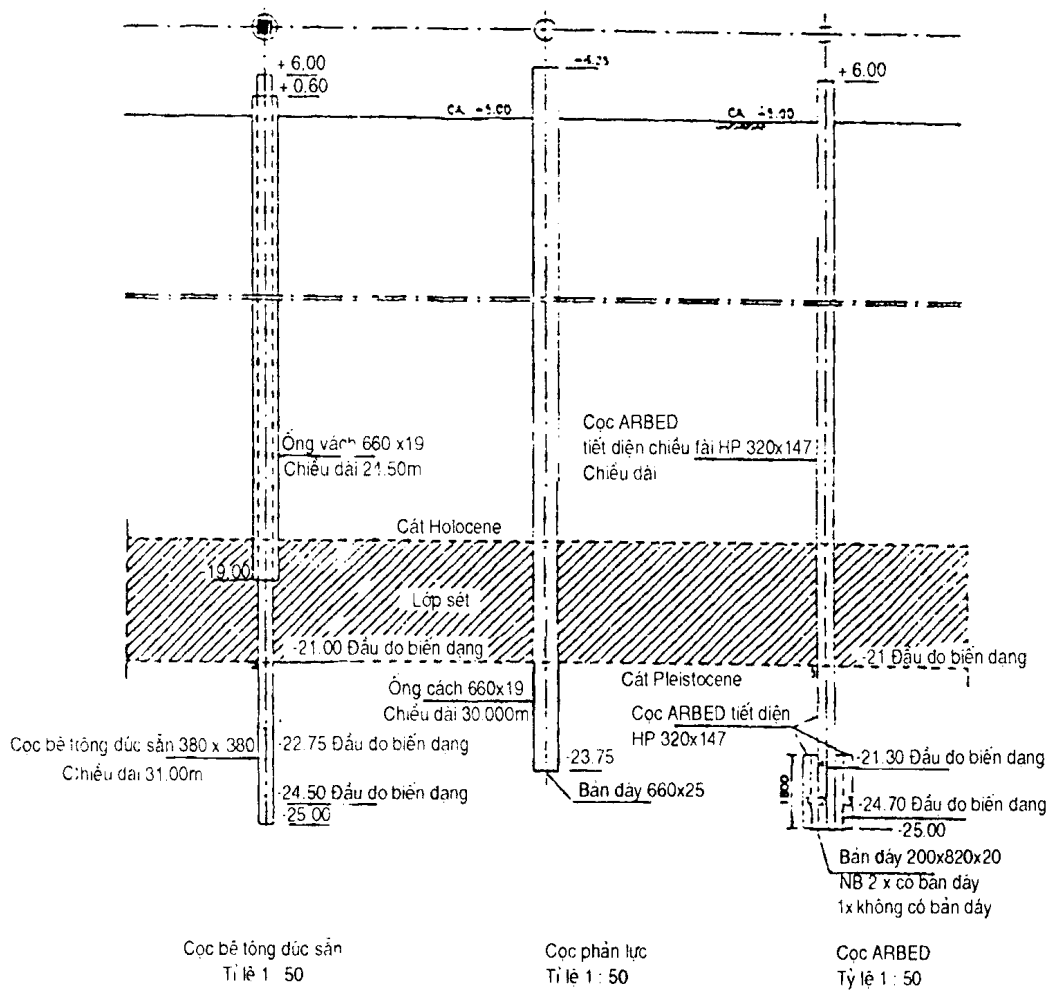 + 6.00
+ 0.60
CA
CA
+ 6.00
Ống vách 660 x19
Chiều dài 24.50m
Cọc ARBED
tiết diện chiều fài HP 320x147
Chiều dài
Cát Holocene
19.00
Lớp sét
-21.00 Đầu đo biến dạng
-21 Đầu đo biến dạng
Cát Pleistocene
Ống cách 660x19
Chiều dài 30.000m
Cọc ARBED tiết diện
HP 320x147
Cọc bê tông đúc sẵn 380 x 380
Chiều dài 31.00m
-22.75 Đầu đo biến dạng
-23.75
-21.30 Đầu đo biến dạng
-24.50 Đầu đo biến dạng
-25.00
Bản đáy 660x25
1800
-24.70 Đầu đo biến dạng
-25.00
Bản đáy 200x820x20
NB 2 x có bản đáy
1x không có bản đáy
Cọc bê tông đúc sẵn
Tỉ lệ 1 50
Cọc phản lực
Tỉ lệ 1 : 50
Cọc ARBED
Tỷ lệ 1 : 50